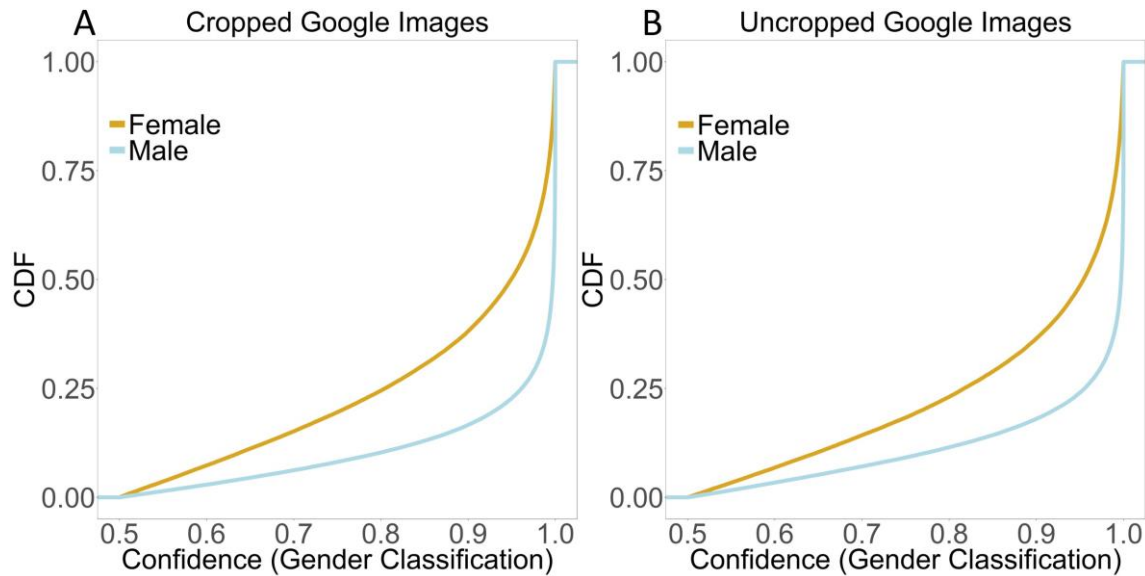 A Cropped Google Images
1.00
Female
Male
0.75
CDF
0.50
0.25
0.00
0.5 0.6 0.7 0.8 0.9 1.0
Confidence (Gender Classification)
B Uncropped Google Images
1.00
Female
Male
0.75
CDF
0.50
0.25
0.00
0.5 0.6 0.7 0.8 0.9 1.0
Confidence (Gender Classification)